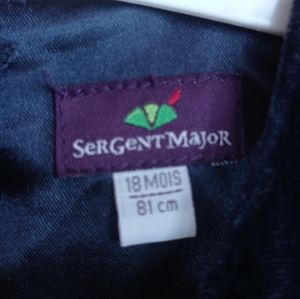 SERGENT MAJOR
18 MOIS
81 cm